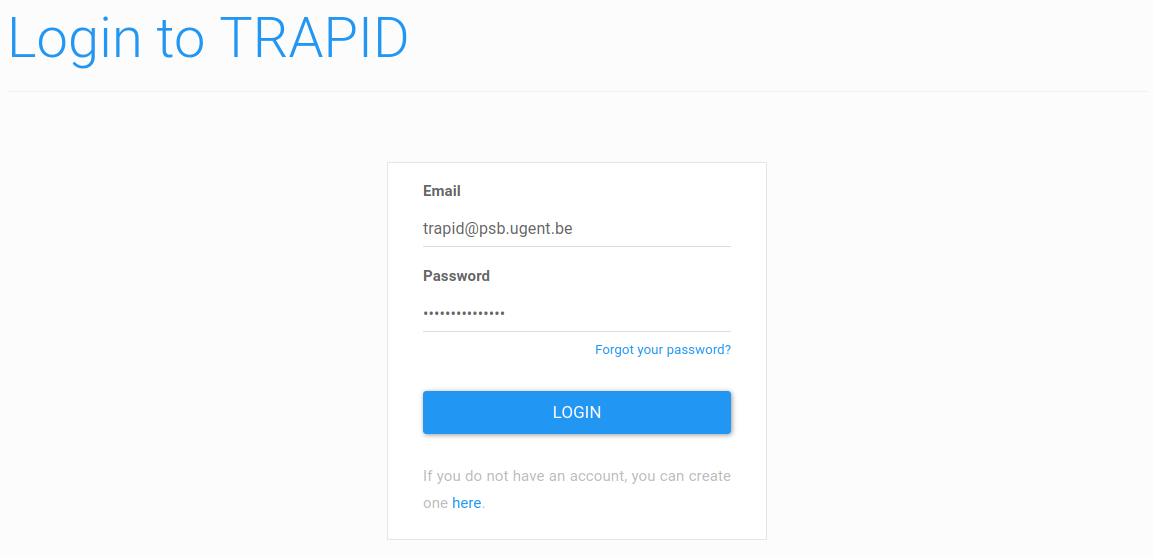 Login to TRAPID
Email
trapid@psb.ugent.be
Password
•••••••••••••••
Forgot your password?
LOGIN
If you do not have an account, you can create
one here.